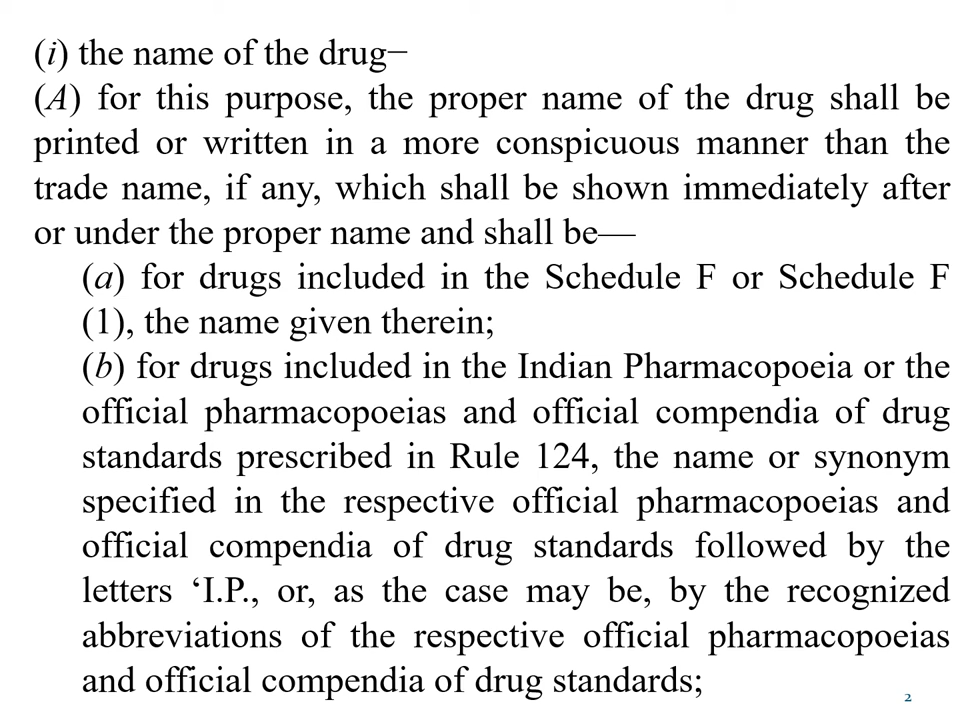 (i) the name of the drug−
(A) for this purpose, the proper name of the drug shall be
printed or written in a more conspicuous manner than the
trade name, if any, which shall be shown immediately after
or under the proper name and shall be—
(a) for drugs included in the Schedule F or Schedule F
(1), the name given therein;
(b) for drugs included in the Indian Pharmacopoeia or the
official pharmacopoeias and official compendia of drug
standards prescribed in Rule 124, the name or synonym
specified in the respective official pharmacopoeias and
official compendia of drug standards followed by the
letters ‘I.P., or, as the case may be, by the recognized
abbreviations of the respective official pharmacopoeias
and official compendia of drug standards;
2